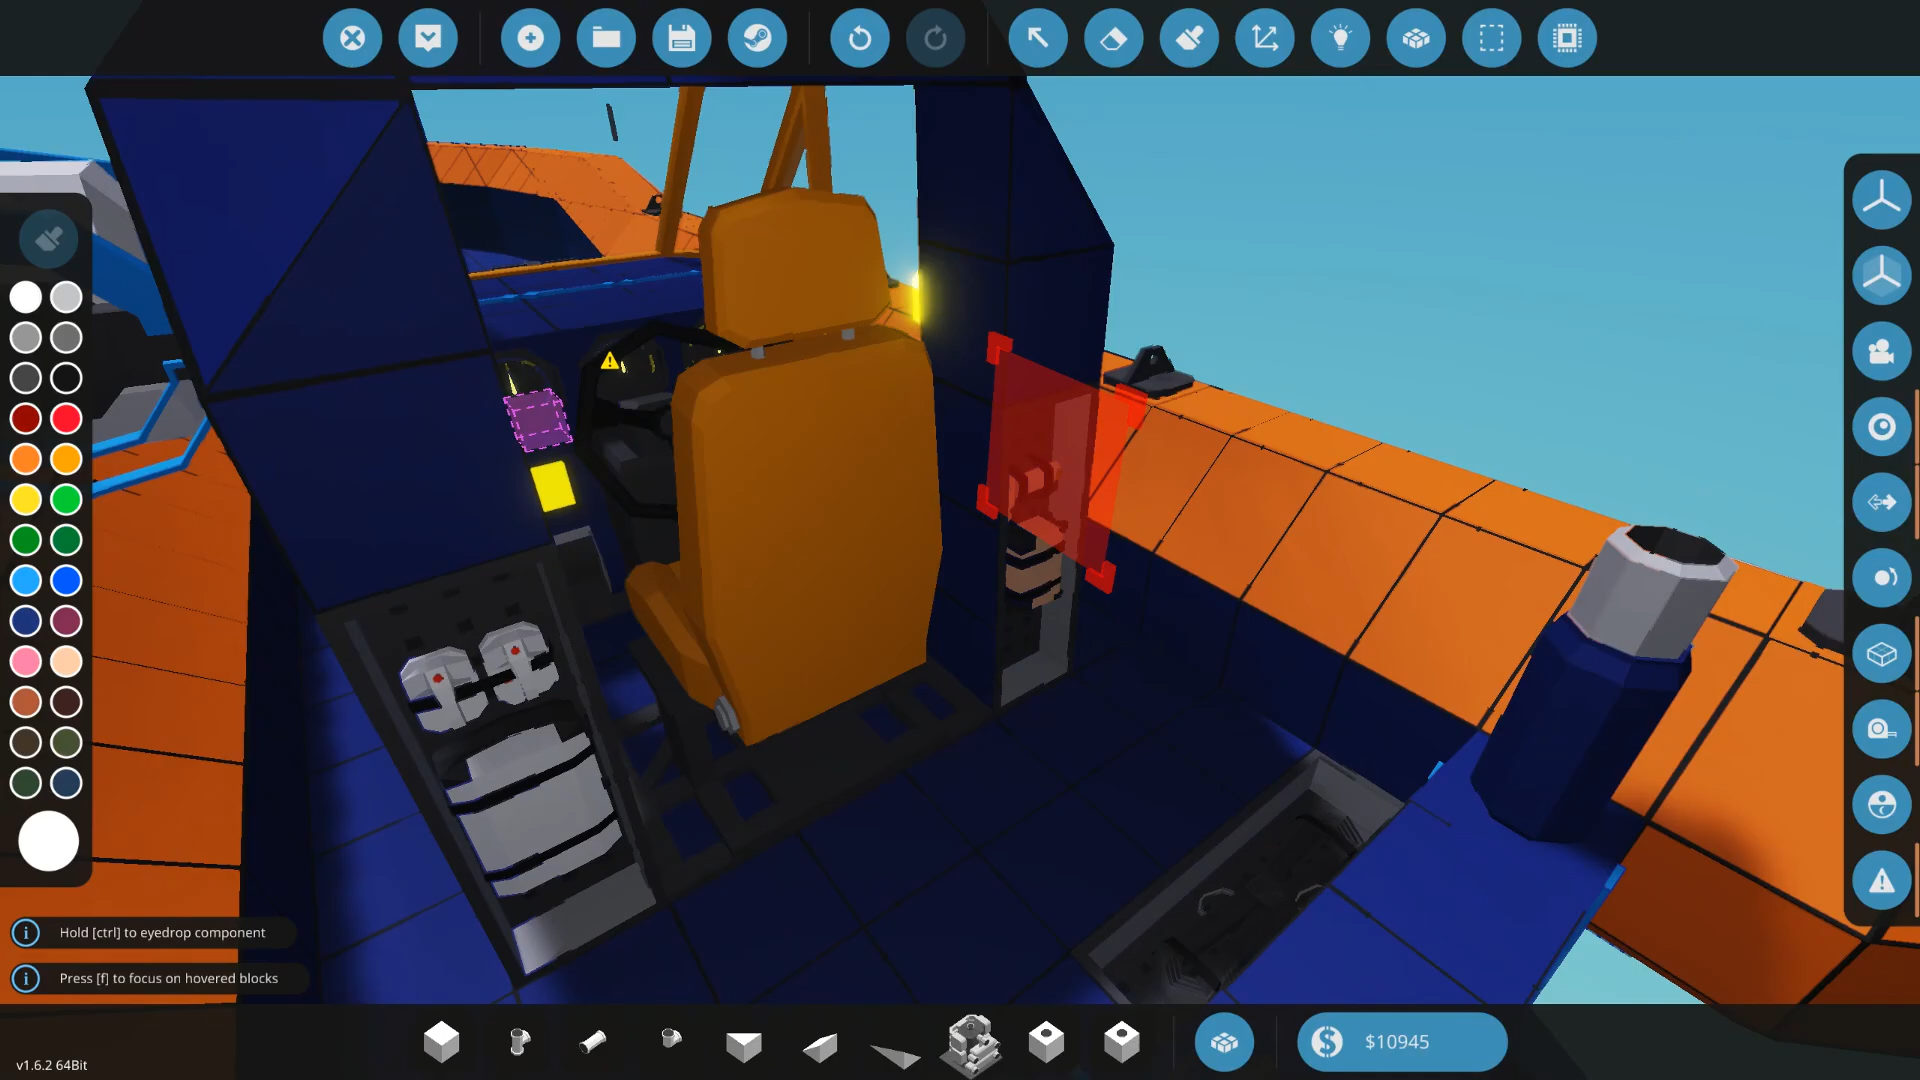 Hold [ctrl] to eyedrop component
Press [f] to focus on hovered blocks
v1.6.2 64Bit
$10945